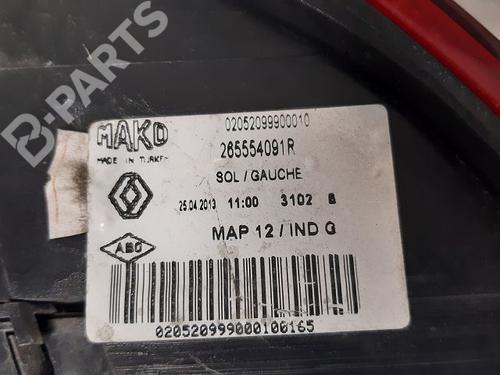 B-PARTS
MAKO
MADE IN TURKEY
02052099900010
265554091R
SOL / GAUCHE
25.04.2013 11:00 3102 B
ABC
MAP 12 / IND G
020520999000100165